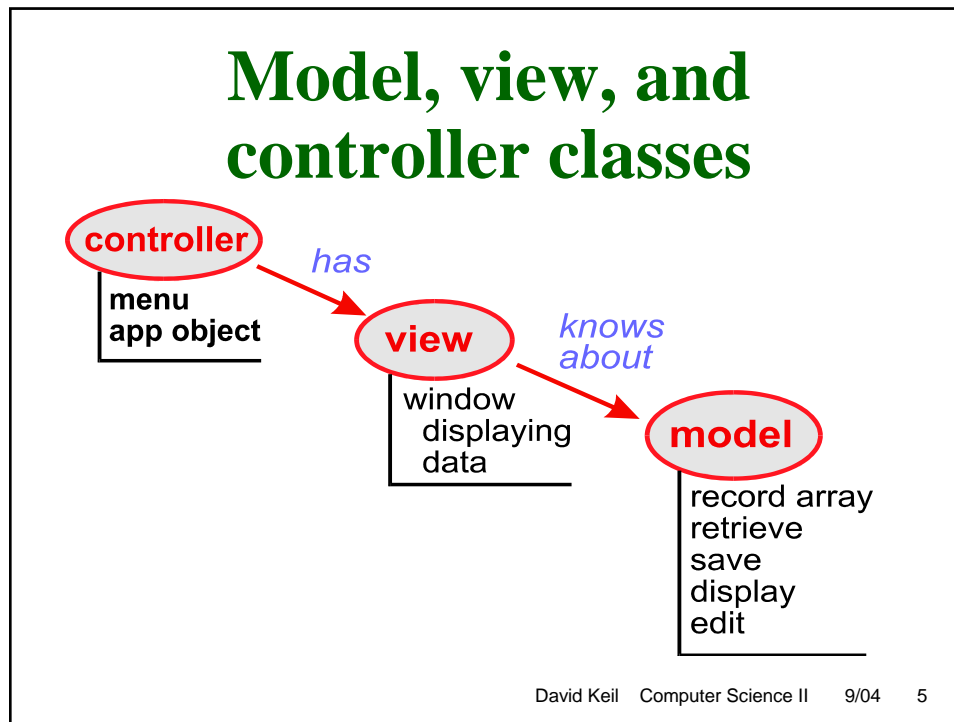 Model, view, and
controller classes
controller
has
menu
app object
view
knows
about
window
displaying
data
model
record array
retrieve
save
display
edit
David Keil Computer Science II 9/04 5